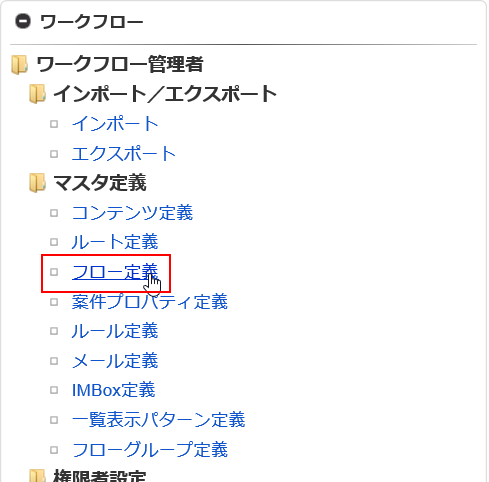 ワークフロー
ワークフロー管理者
インポート／エクスポート
インポート
エクスポート
マスタ定義
コンテンツ定義
ルート定義
フロー定義
案件プロパティ定義
ルール定義
メール定義
IMBox定義
一覧表示パターン定義
フローグループ定義
権限者設定